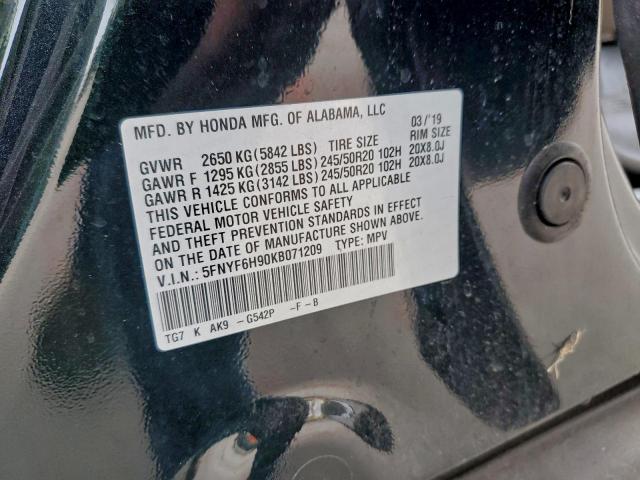 MFD. BY HONDA MFG. OF ALABAMA, LLC 03/'19
GVWR 2650 KG (5842 LBS) TIRE SIZE RIM SIZE
GAWR F 1295 KG (2855 LBS) 245/50R20 102H 20X8.0J
GAWR R 1425 KG (3142 LBS) 245/50R20 102H 20X8.0J
THIS VEHICLE CONFORMS TO ALL APPLICABLE
FEDERAL MOTOR VEHICLE SAFETY
AND THEFT PREVENTION STANDARDS IN EFFECT
ON THE DATE OF MANUFACTURE SHOWN ABOVE.
V.I.N.: 5FNYF6H90KB071209 TYPE: MPV
TG7 K AK9 -G542P -F-B